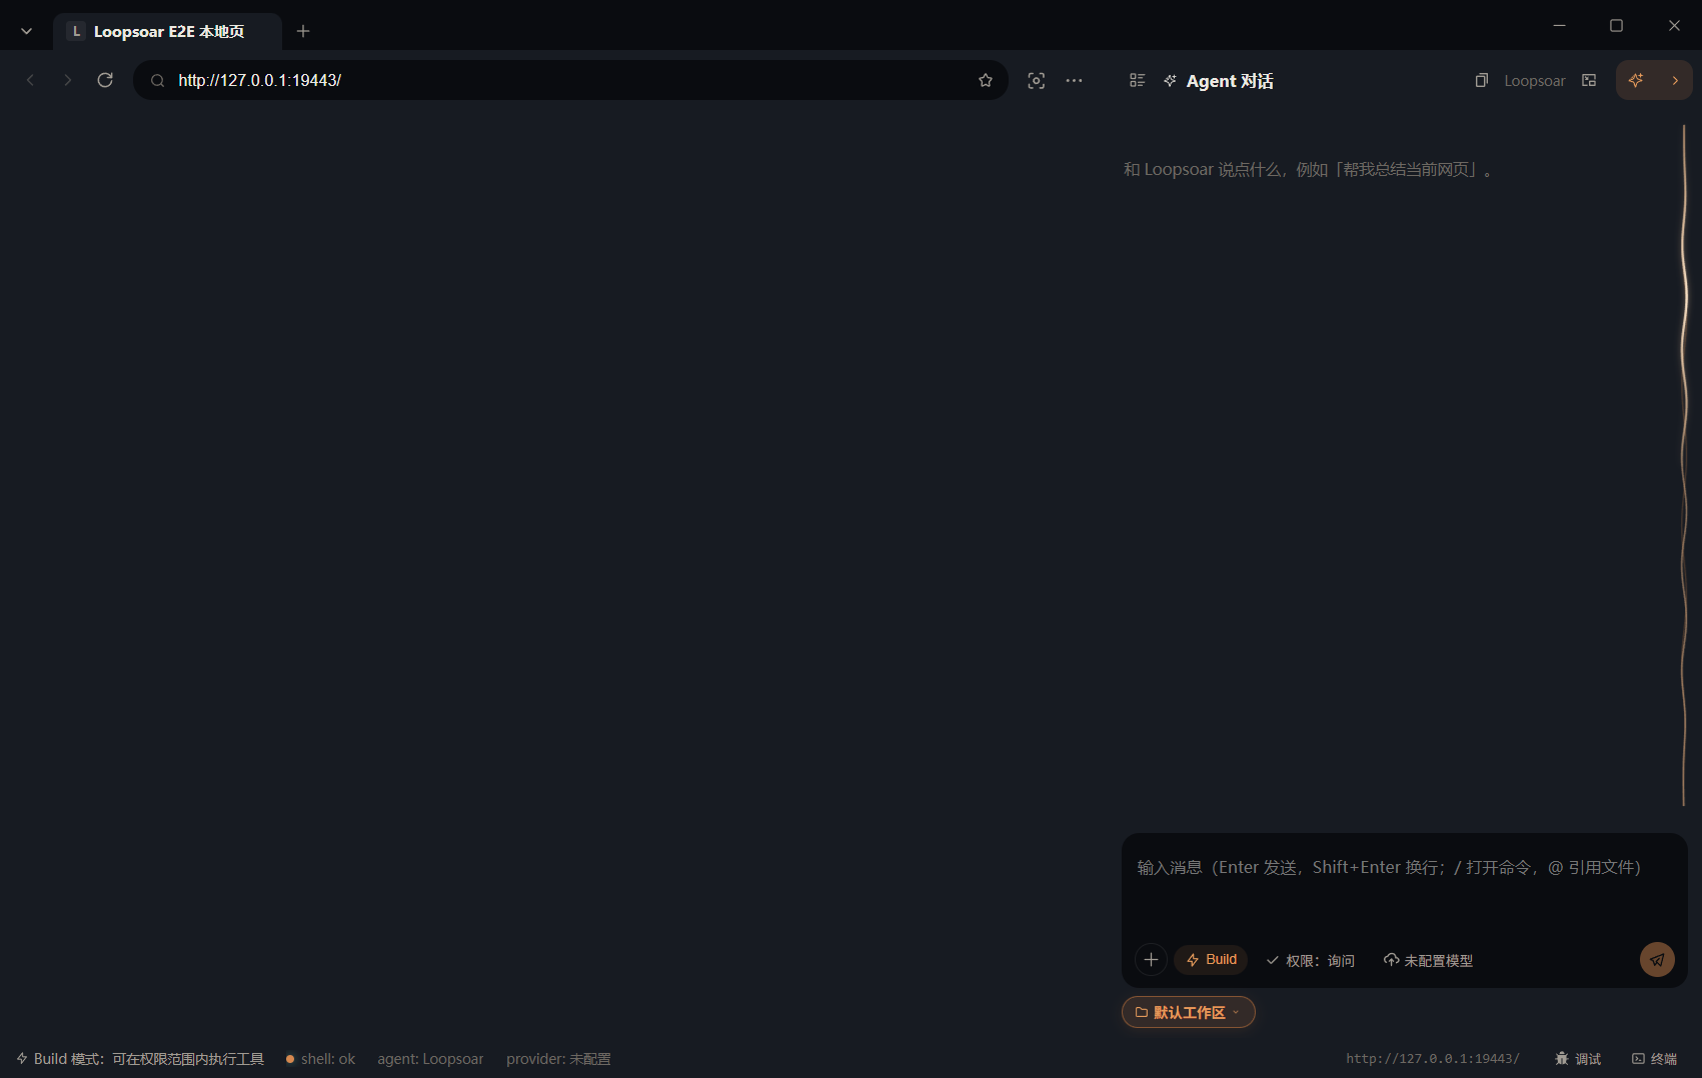 L Loopsoar E2E 本地页
http://127.0.0.1:19443/
Agent 对话
Loopsoar
和 Loopsoar 说点什么，例如「帮我总结当前网页」。
输入消息（Enter 发送，Shift+Enter 换行；/ 打开命令，@ 引用文件）
Build
权限：询问
未配置模型
默认工作区
Build 模式：可在权限范围内执行工具
shell: ok
agent: Loopsoar
provider: 未配置
http://127.0.0.1:19443/
调试
终端